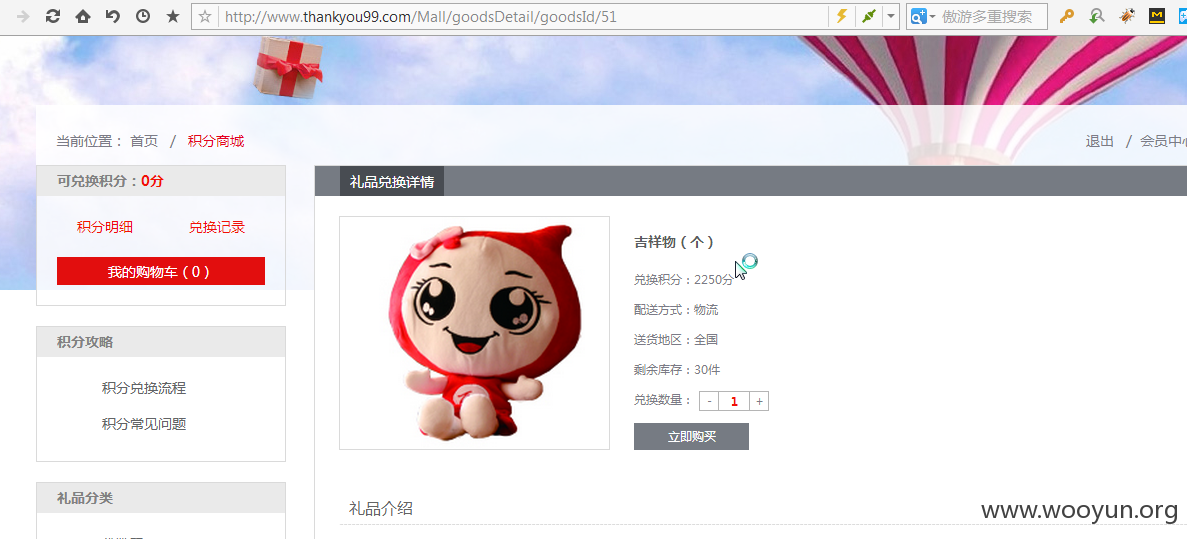 http://www.thankyou99.com/Mall/goodsDetail/goodsId/51
傲游多重搜索
当前位置： 首页 / 积分商城
退出 / 会员中心
可兑换积分：0分
积分明细 兑换记录
我的购物车（0）
积分攻略
积分兑换流程
积分常见问题
礼品分类
礼品兑换详情
吉祥物（个）
兑换积分：2250分
配送方式：物流
送货地区：全国
剩余库存：30件
兑换数量： - 1 +
立即购买
礼品介绍
www.wooyun.org